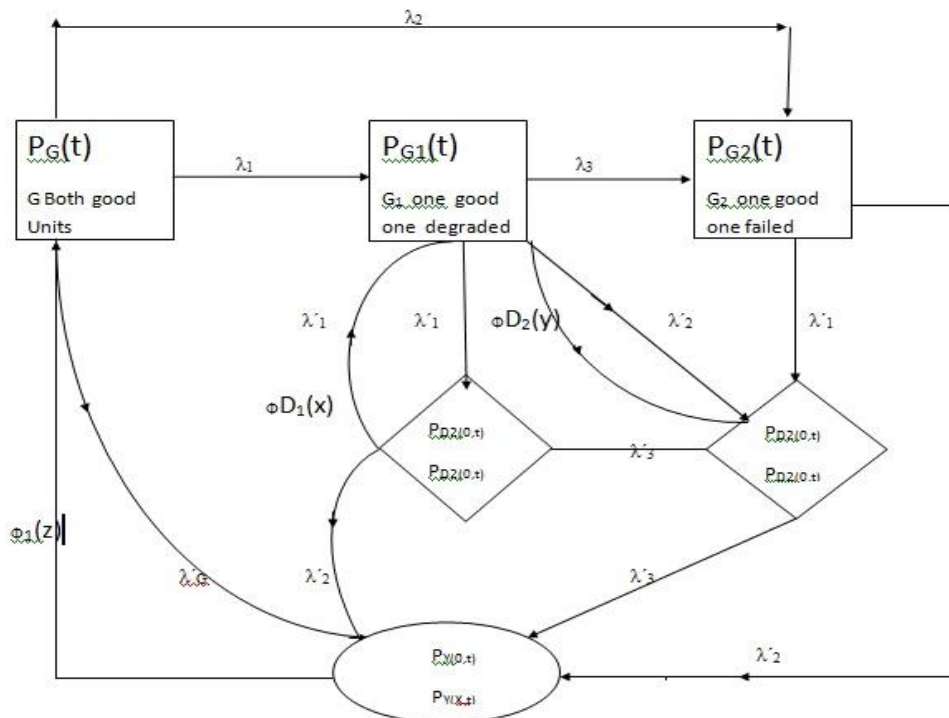 λ2
PG(t)
G Both good
Units
λ1
PG1(t)
G1 one good
one degraded
λ3
PG2(t)
G2 one good
one failed
λ´1
λ´1
ΦD2(y)
λ´2
λ´1
ΦD1(x)
PD2(0,t)
PD2(0,t)
λ´3
PD2(0,t)
PD2(0,t)
Φ1(z)
λ´G
λ´2
λ´3
PY(0,t)
PY(X,t)
λ´2